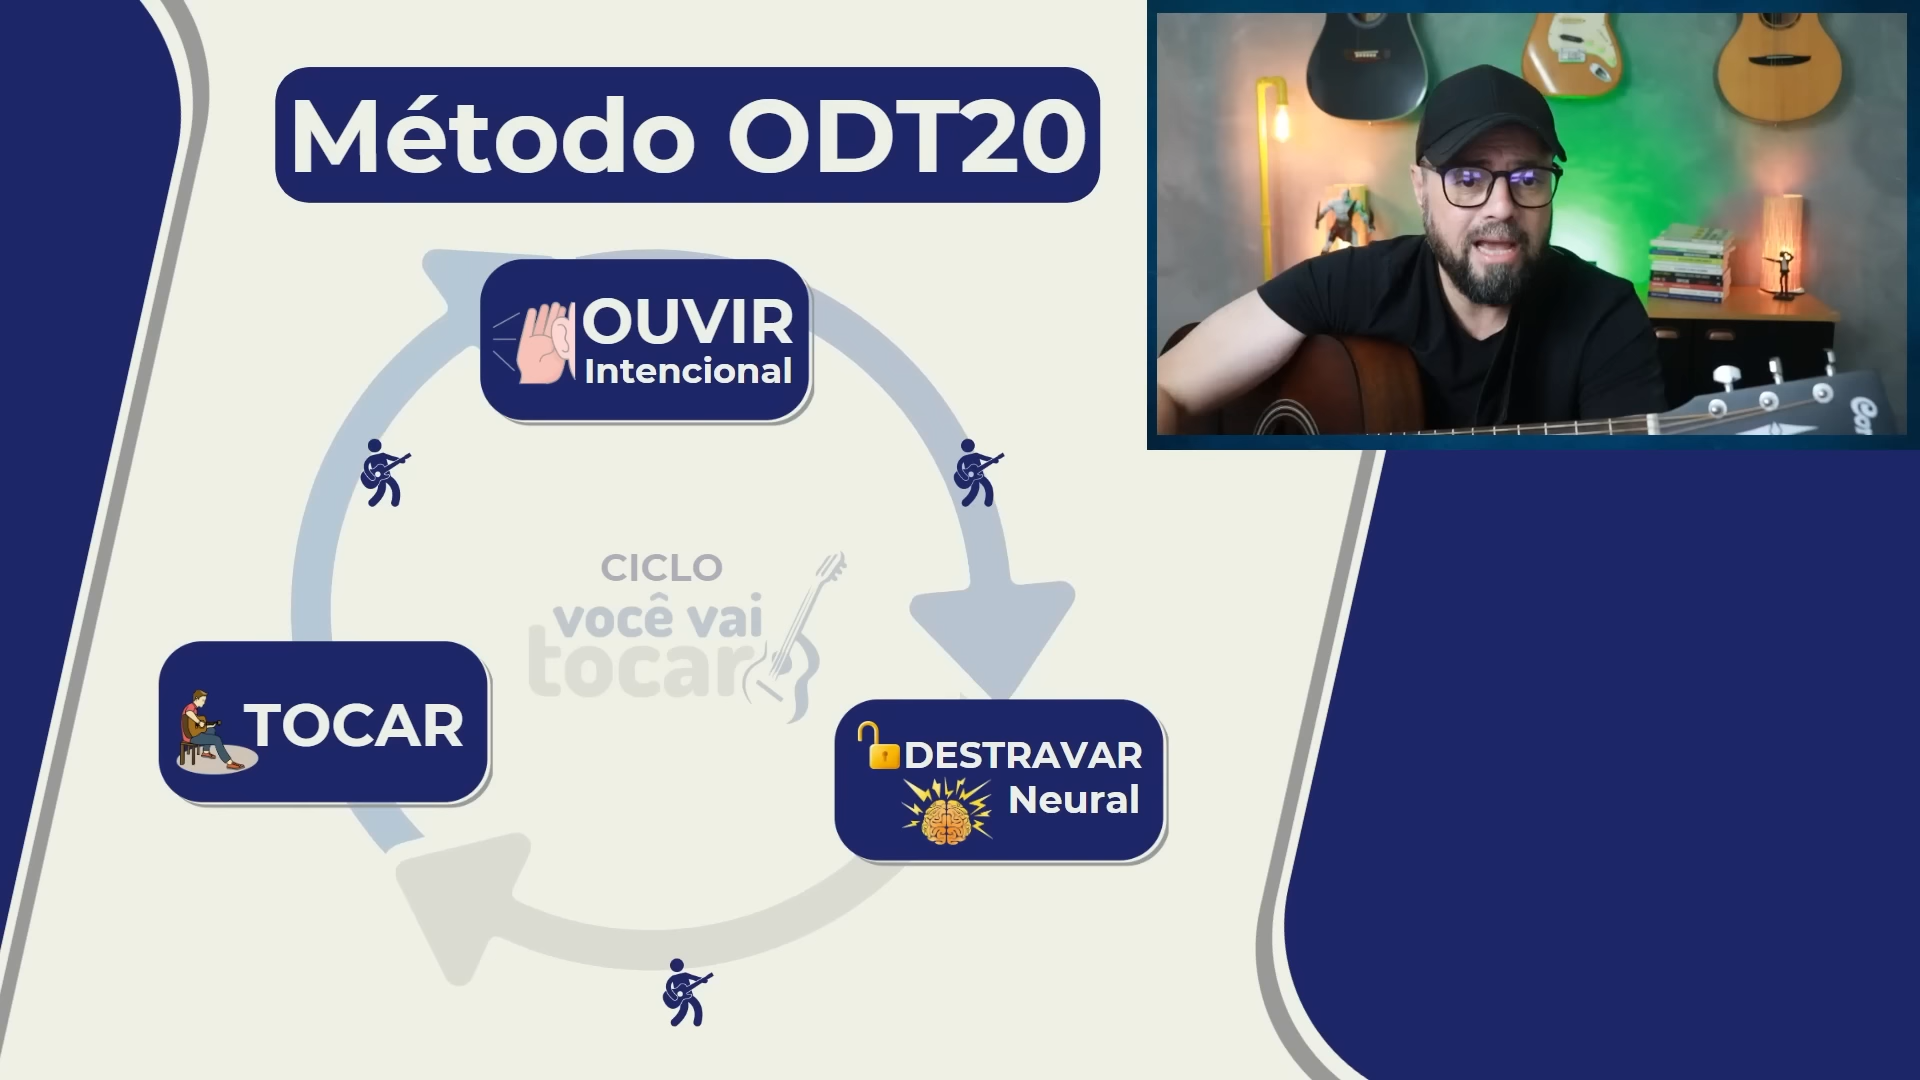 Método ODT20
OUVIR
Intencional
CICLO
você vai
tocar
TOCAR
DESTRAVAR
Neural